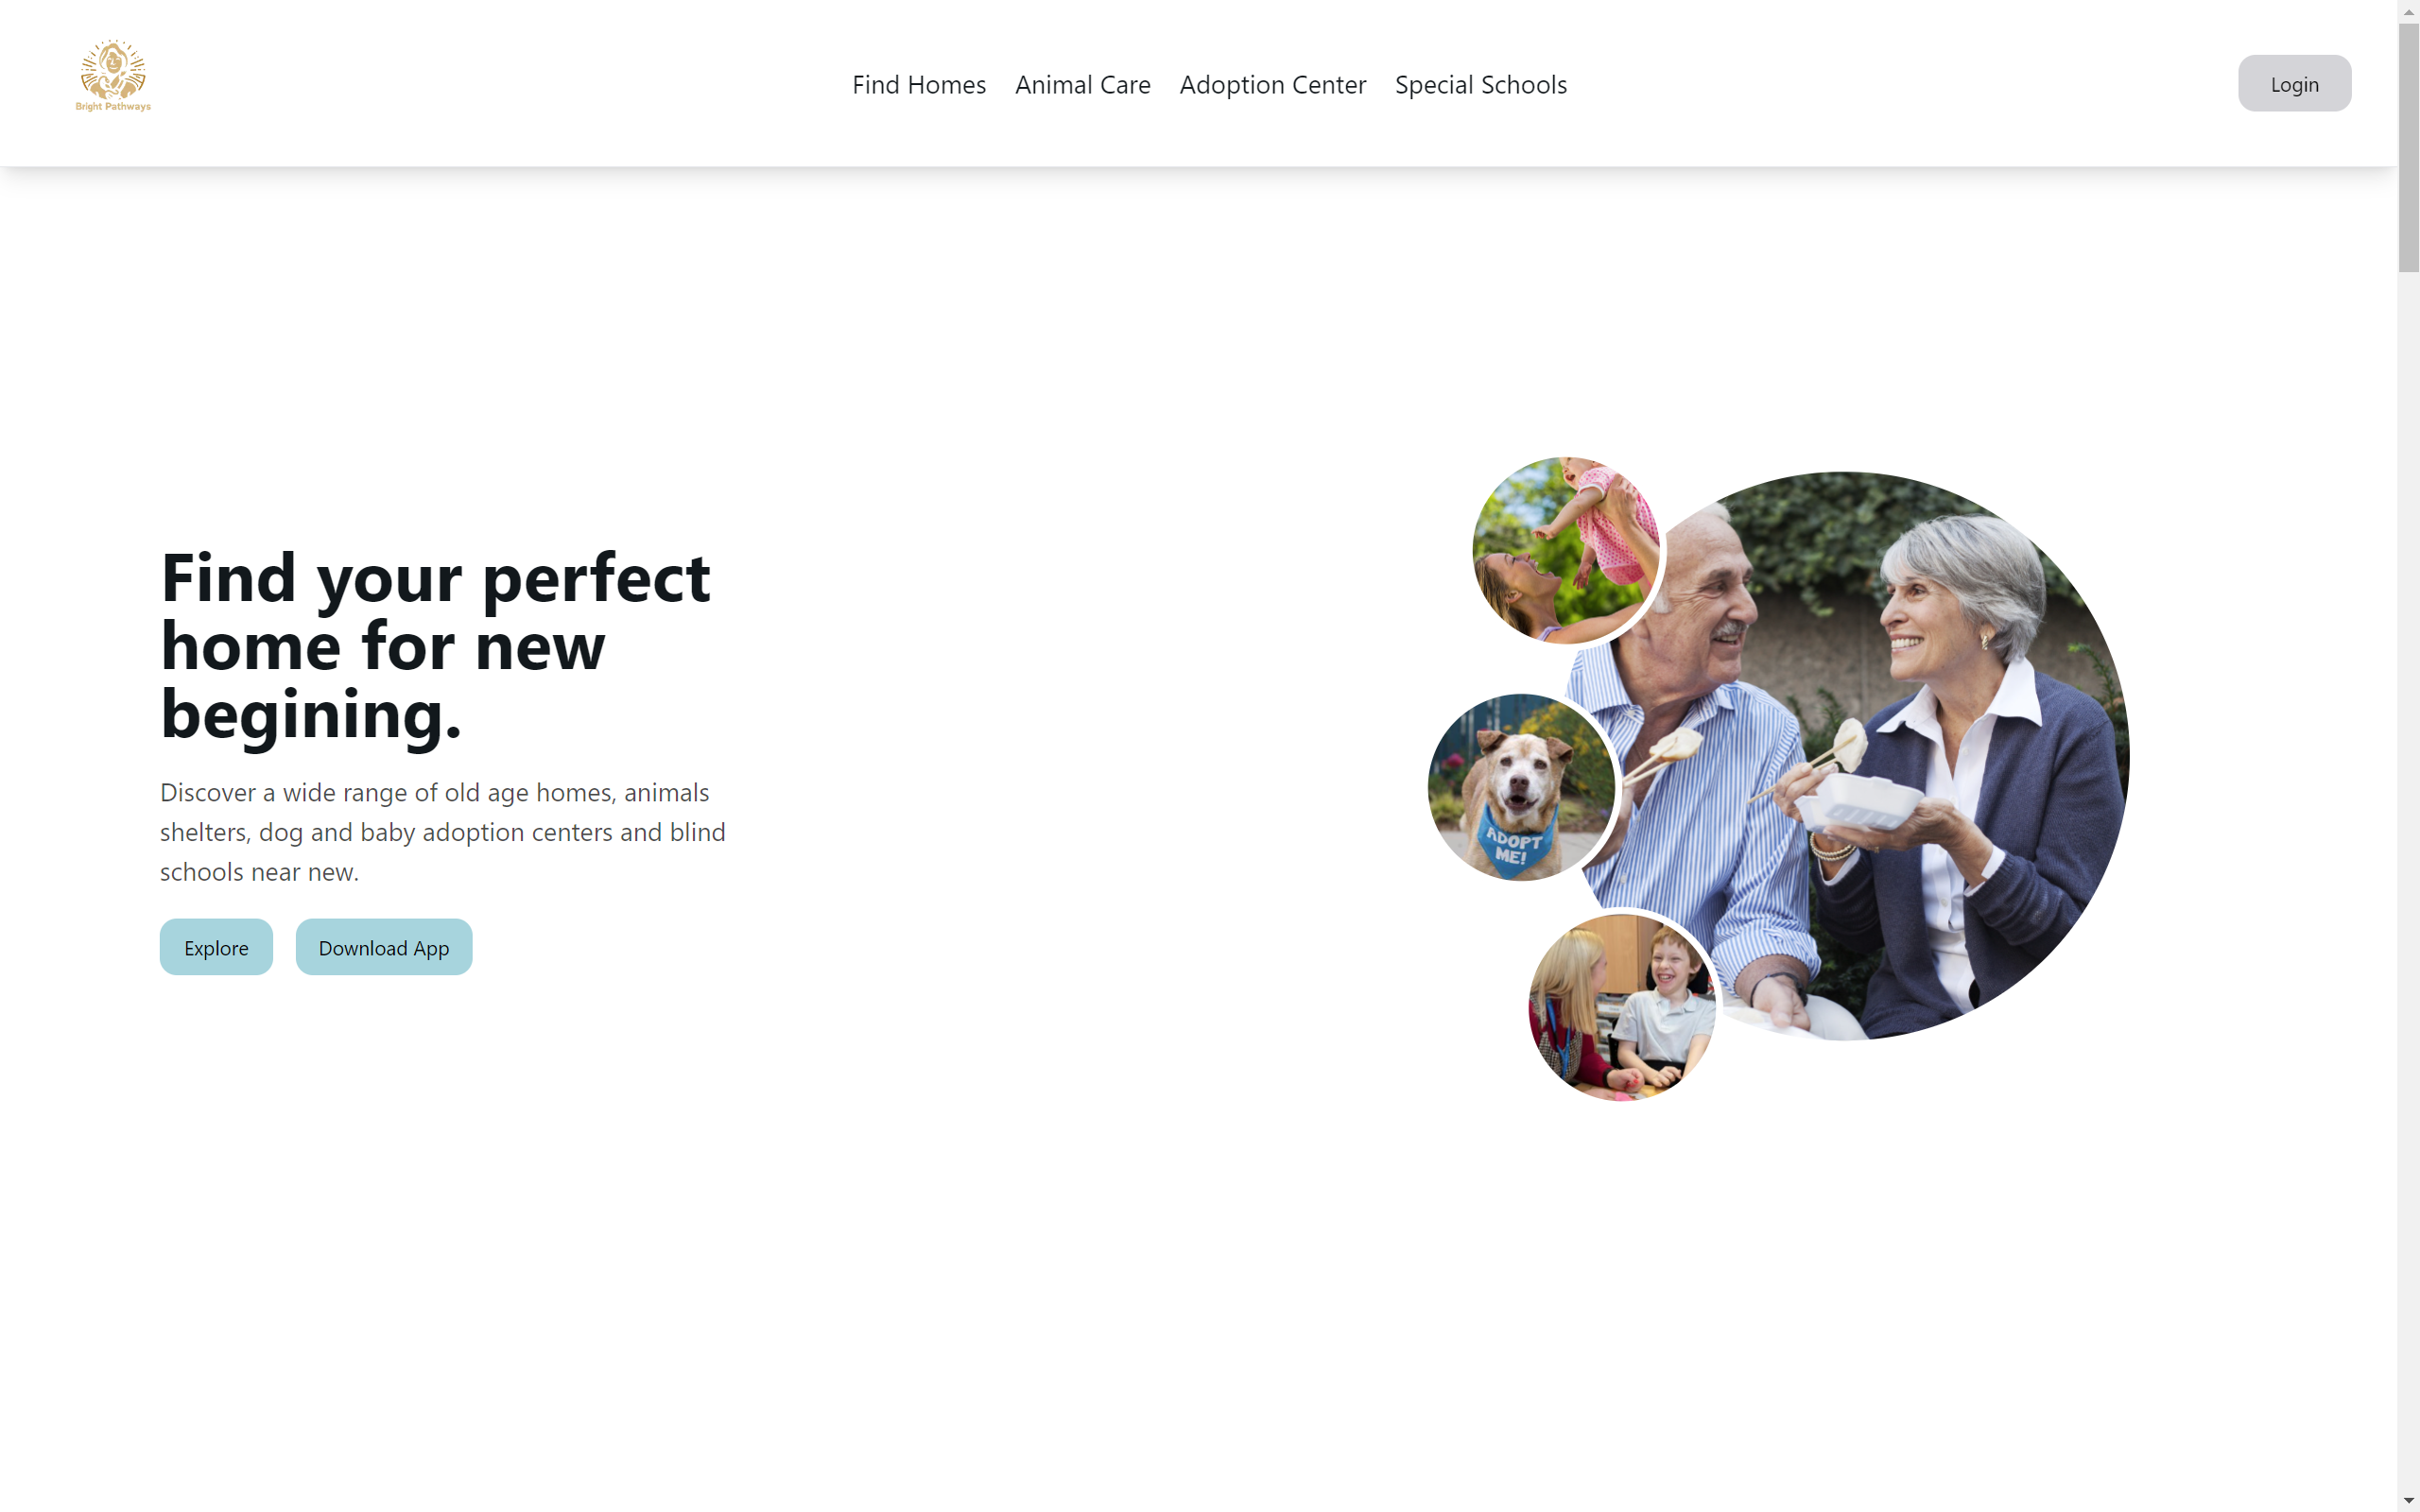 Bright Pathways
Find Homes Animal Care Adoption Center Special Schools
Login
Find your perfect
home for new
begining.
Discover a wide range of old age homes, animals
shelters, dog and baby adoption centers and blind
schools near new.
Explore Download App
ADOPT
ME!